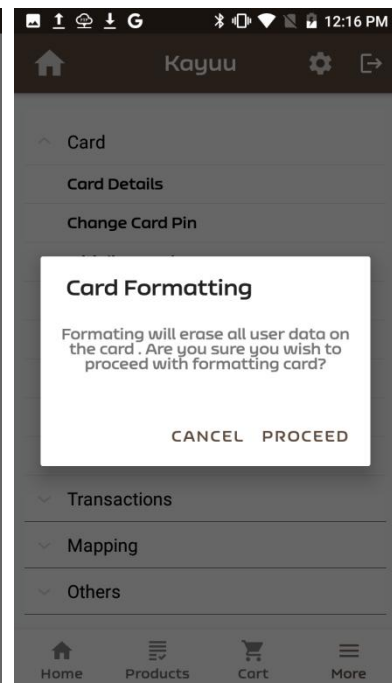 G 12:16 PM
Kayuu
Card
Card Details
Change Card Pin
Card Formatting
Formating will erase all user data on
the card . Are you sure you wish to
proceed with formatting card?
CANCEL PROCEED
Transactions
Mapping
Others
Home Products Cart More